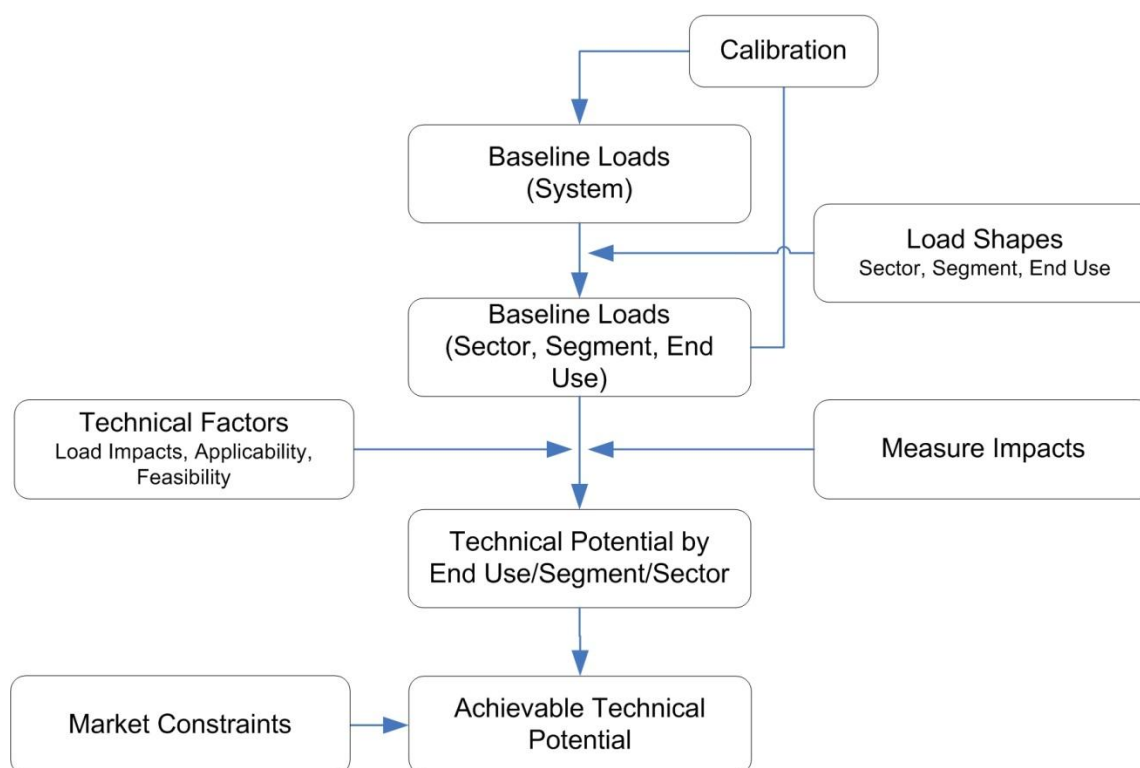 Calibration
Baseline Loads
(System)
Load Shapes
Sector, Segment, End Use
Baseline Loads
(Sector, Segment, End
Use)
Technical Factors
Load Impacts, Applicability,
Feasibility
Measure Impacts
Technical Potential by
End Use/Segment/Sector
Market Constraints
Achievable Technical
Potential